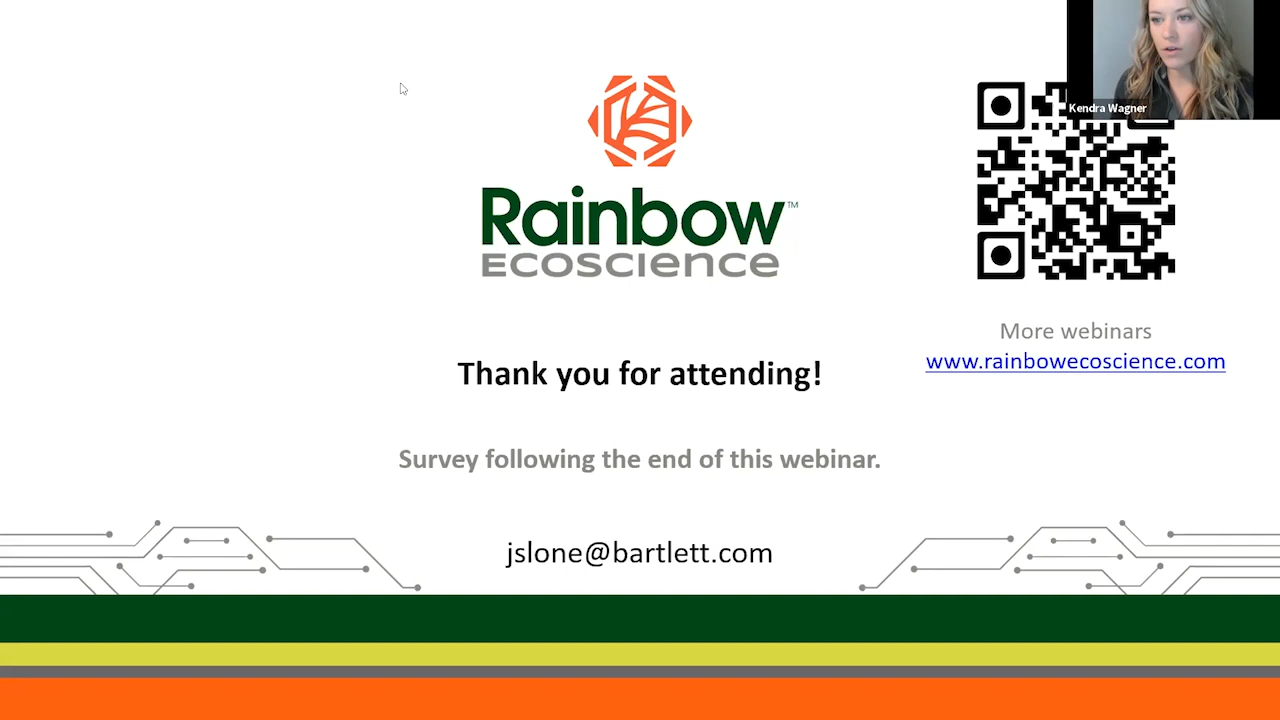 Kendra Wagner
Rainbow™
Ecoscience
More webinars
www.rainbowecoscience.com
Thank you for attending!
Survey following the end of this webinar.
jslone@bartlett.com